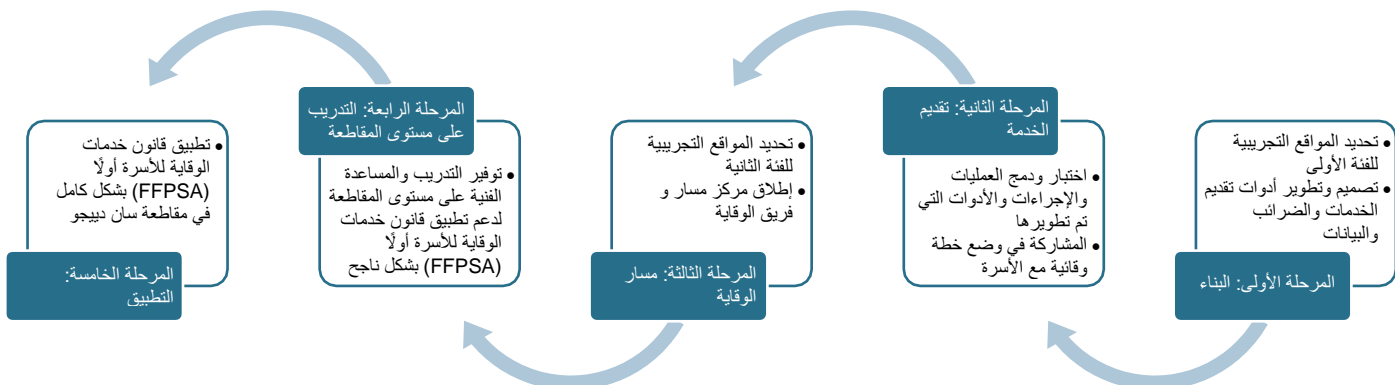 تحديد المواقع التجريبية
للفئة الأولى
تصميم وتطوير أدوات تقديم
الخدمات والضرائب
والبيانات
المرحلة الأولى: البناء
المرحلة الثانية: تقديم
الخدمة
اختبار ودمج العمليات
والإجراءات والأدوات التي
تم تطويرها
المشاركة في وضع خطة
وقائية مع الأسرة
تحديد المواقع التجريبية
للفئة الثانية
إطلاق مركز مسار و
فريق الوقاية
المرحلة الثالثة: مسار
الوقاية
المرحلة الرابعة: التدريب
على مستوى المقاطعة
توفير التدريب والمساعدة
الفنية على مستوى المقاطعة
لدعم تطبيق قانون خدمات
الوقاية للأسرة أولًا
(FFPSA) بشكل ناجح
تطبيق قانون خدمات
الوقاية للأسرة أولًا
(FFPSA) بشكل كامل
في مقاطعة سان دييجو
المرحلة الخامسة:
التطبيق